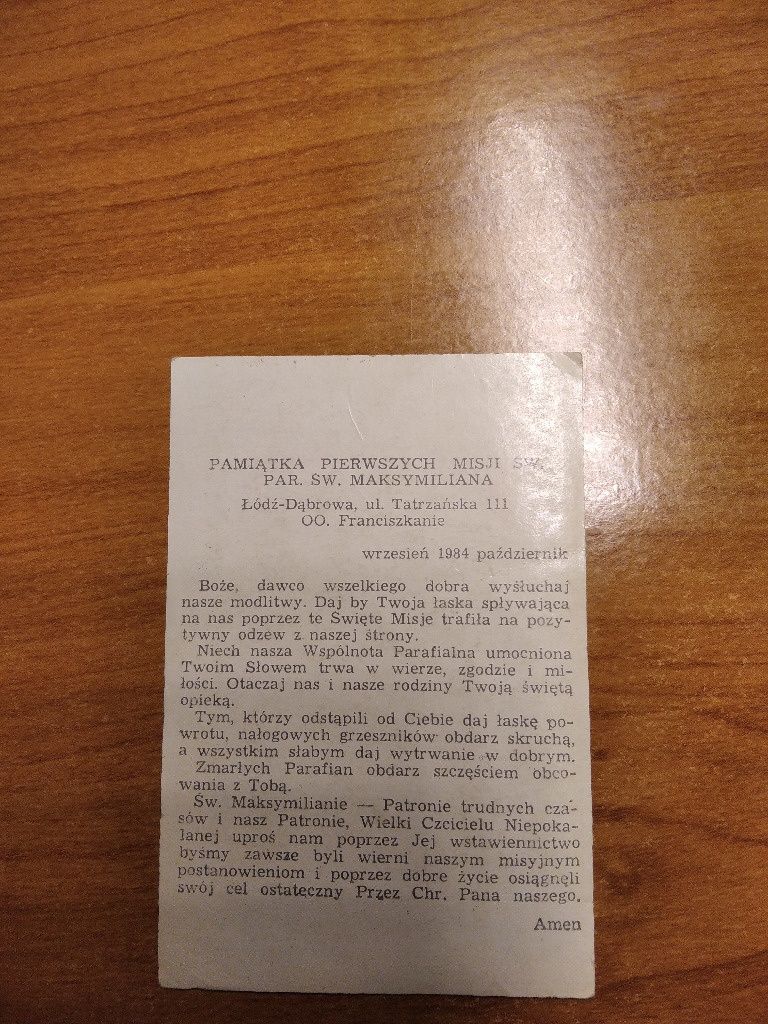 PAMIĄTKA PIERWSZYCH MISJI ŚW.
PAR. ŚW. MAKSYMILIANA
Łódź-Dąbrowa, ul. Tatrzańska 111
OO. Franciszkanie
wrzesień 1984 październik
Boże, dawco wszelkiego dobra wysłuchaj
nasze modlitwy. Daj by Twoja łaska spływająca
na nas poprzez te Święte Misje trafiła na pozy-
tywny odzew z naszej strony.
Niech nasza Wspólnota Parafialna umocniona
Twoim Słowem trwa w wierze, zgodzie i mi-
łości. Otaczaj nas i nasze rodziny Twoją świętą
opieką.
Tym, którzy odstąpili od Ciebie daj łaskę po-
wrotu, nałogowych grzeszników obdarz skruchą,
a wszystkim słabym daj wytrwanie w dobrym.
Zmarłych Parafian obdarz szczęściem obco-
wania z Tobą.
Św. Maksymilianie — Patronie trudnych cza-
sów i nasz Patronie, Wielki Czcicielu Niepoka-
lanej uproś nam poprzez Jej wstawiennictwo
byśmy zawsze byli wierni naszym misyjnym
postanowieniom i poprzez dobre życie osiągnęli
swój cel ostateczny Przez Chr. Pana naszego.
Amen